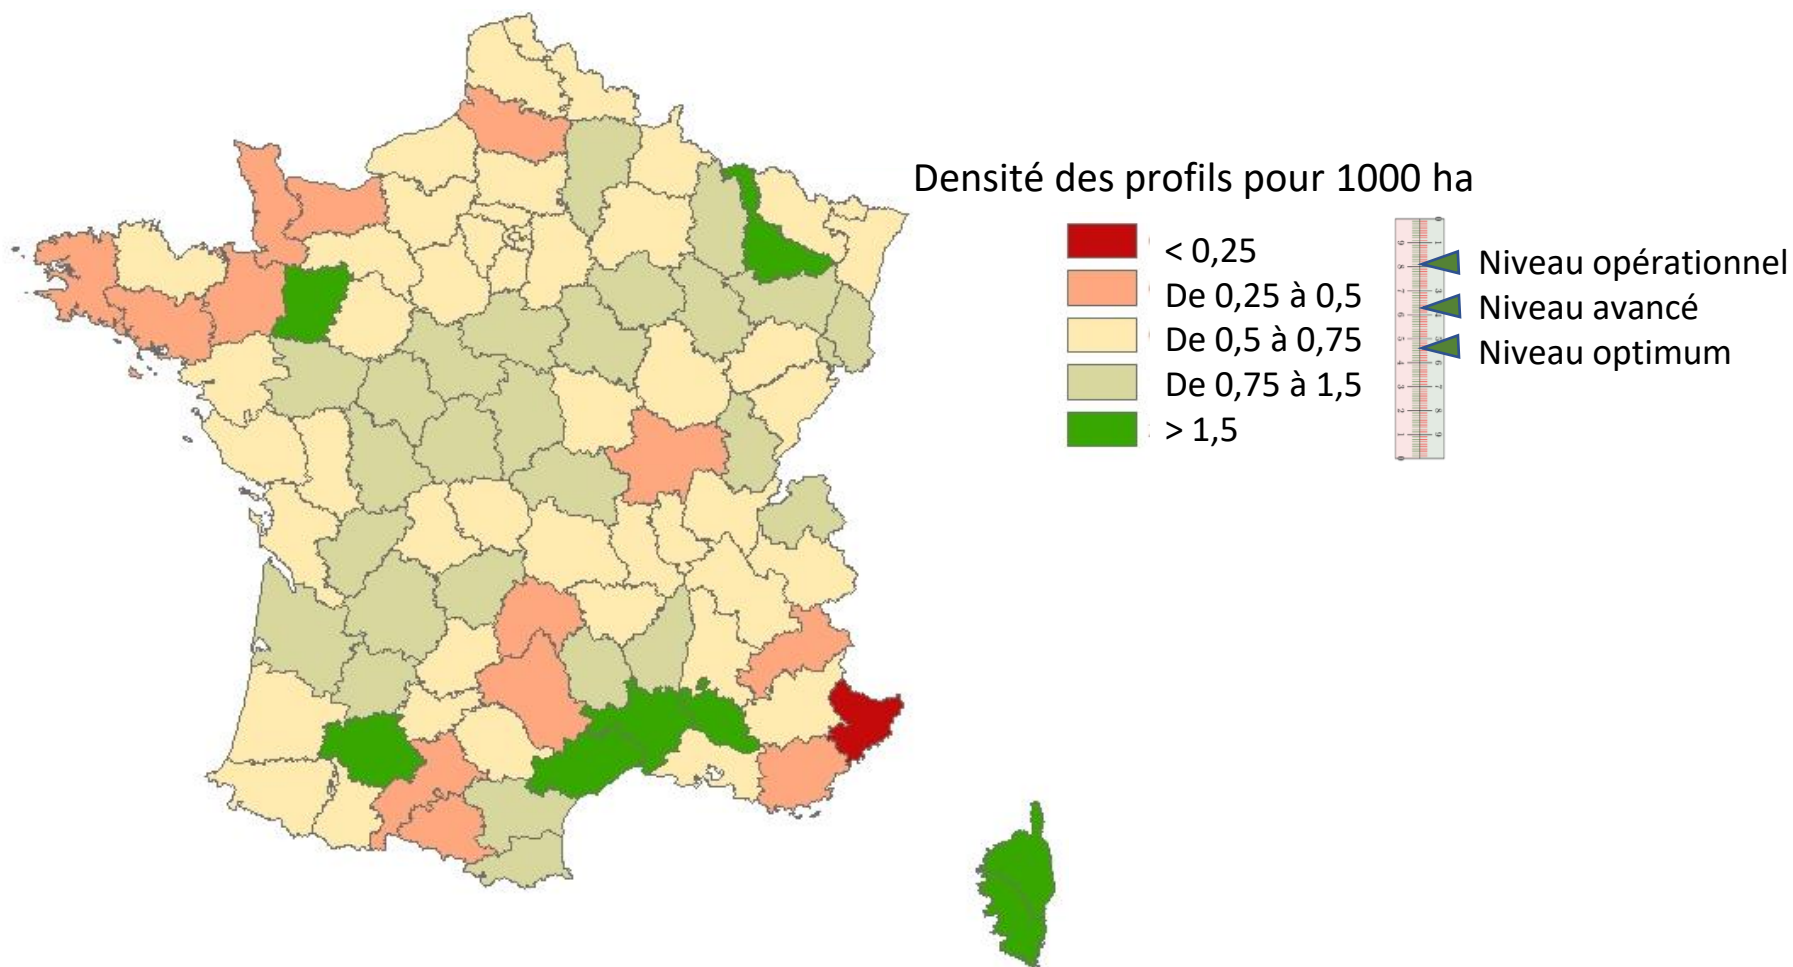 Densité des profils pour 1000 ha
< 0,25
De 0,25 à 0,5
De 0,5 à 0,75
De 0,75 à 1,5
> 1,5
Niveau opérationnel
Niveau avancé
Niveau optimum